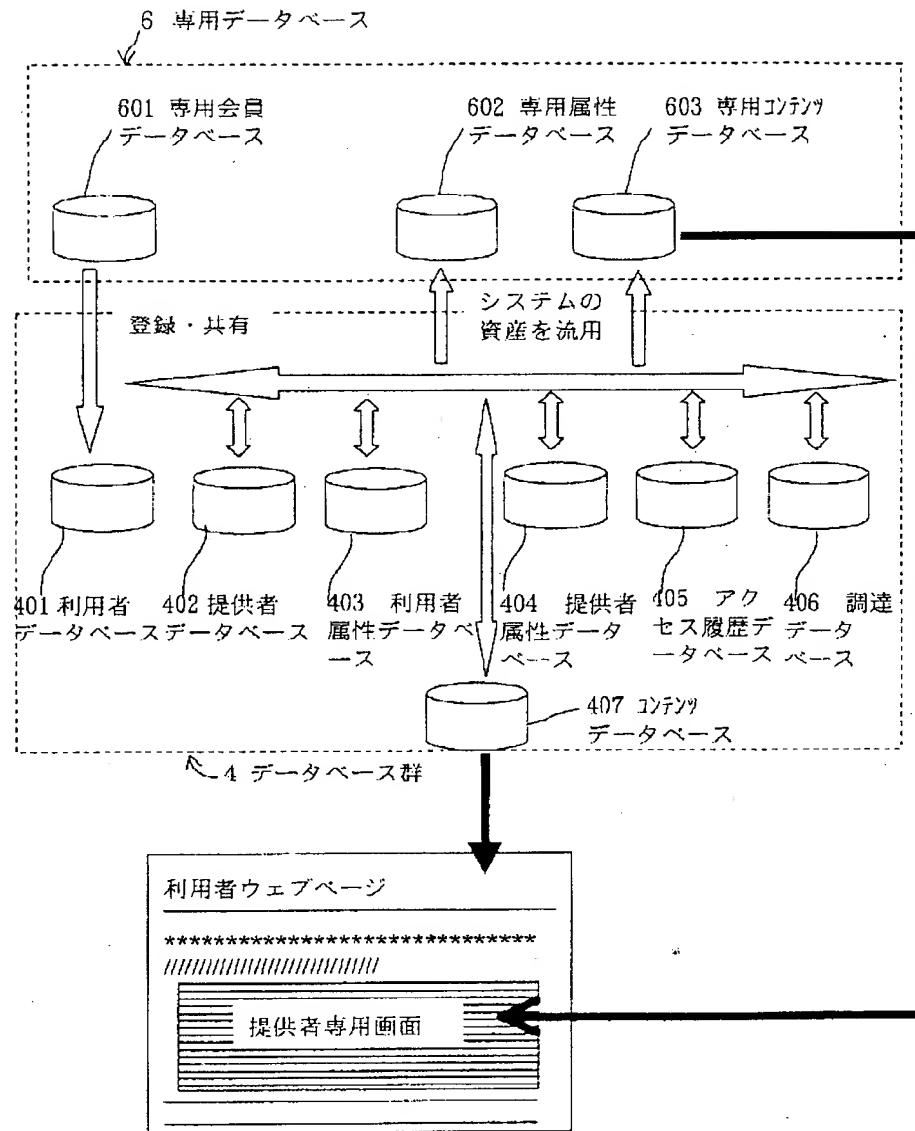 6 専用データベース
601 専用会員
データベース
602 専用属性
データベース
603 専用コンテンツ
データベース
登録・共有
システムの
資産を流用
401 利用者
データベース
402 提供者
データベース
403 利用者
属性データベ
ース
404 提供者
属性データ
ベース
405 アク
セス履歴デ
ータベース
406 調達
データ
ベース
407 コンテンツ
データベース
4 データベース群
利用者ウェブページ
******************************
///////////////////////////////
提供者専用画面